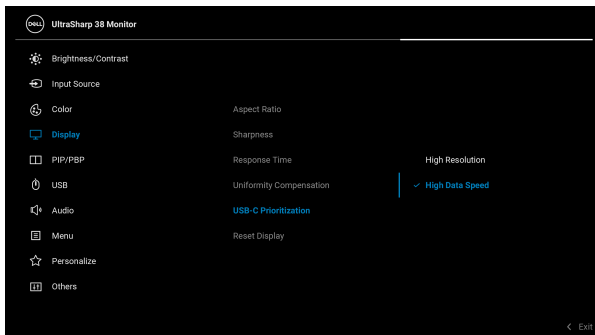 DELL UltraSharp 38 Monitor
Brightness/Contrast
Input Source
Color
Display
PIP/PBP
USB
Audio
Menu
Personalize
Others
Aspect Ratio
Sharpness
Response Time
Uniformity Compensation
USB-C Prioritization
Reset Display
High Resolution
High Data Speed
Exit